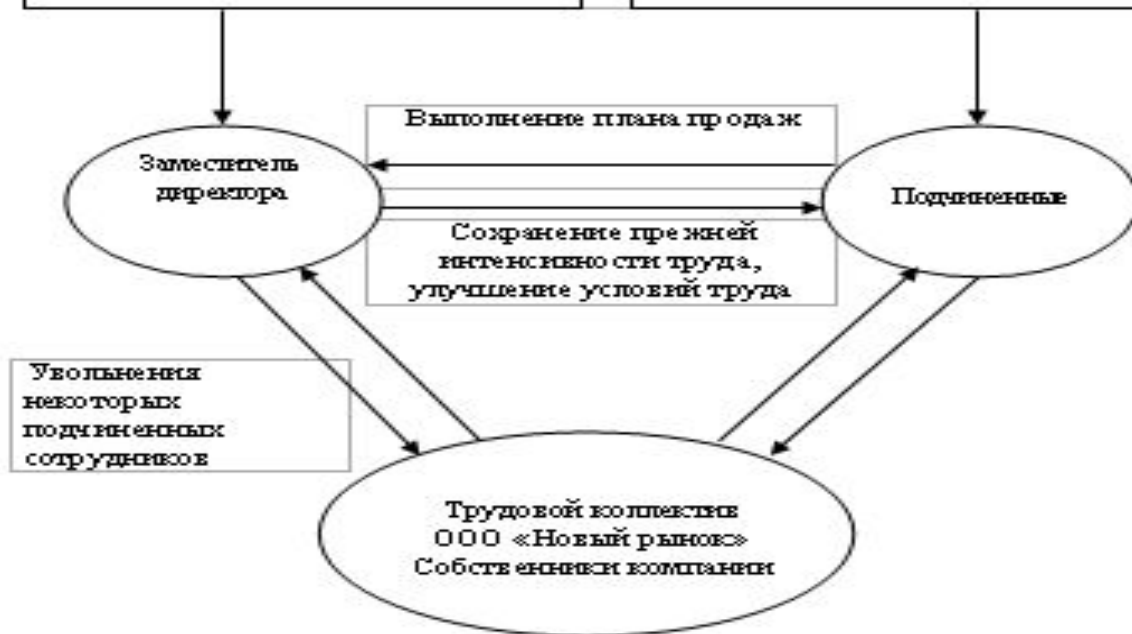 Выполнение плана продаж
Заместитель
директора
Подчиненные
Сохранение прежней
интенсивности труда,
улучшение условий труда
Увольнения
некоторых
подчиненных
сотрудников
Трудовой коллектив
ООО «Новый рынок»
Собственники компании